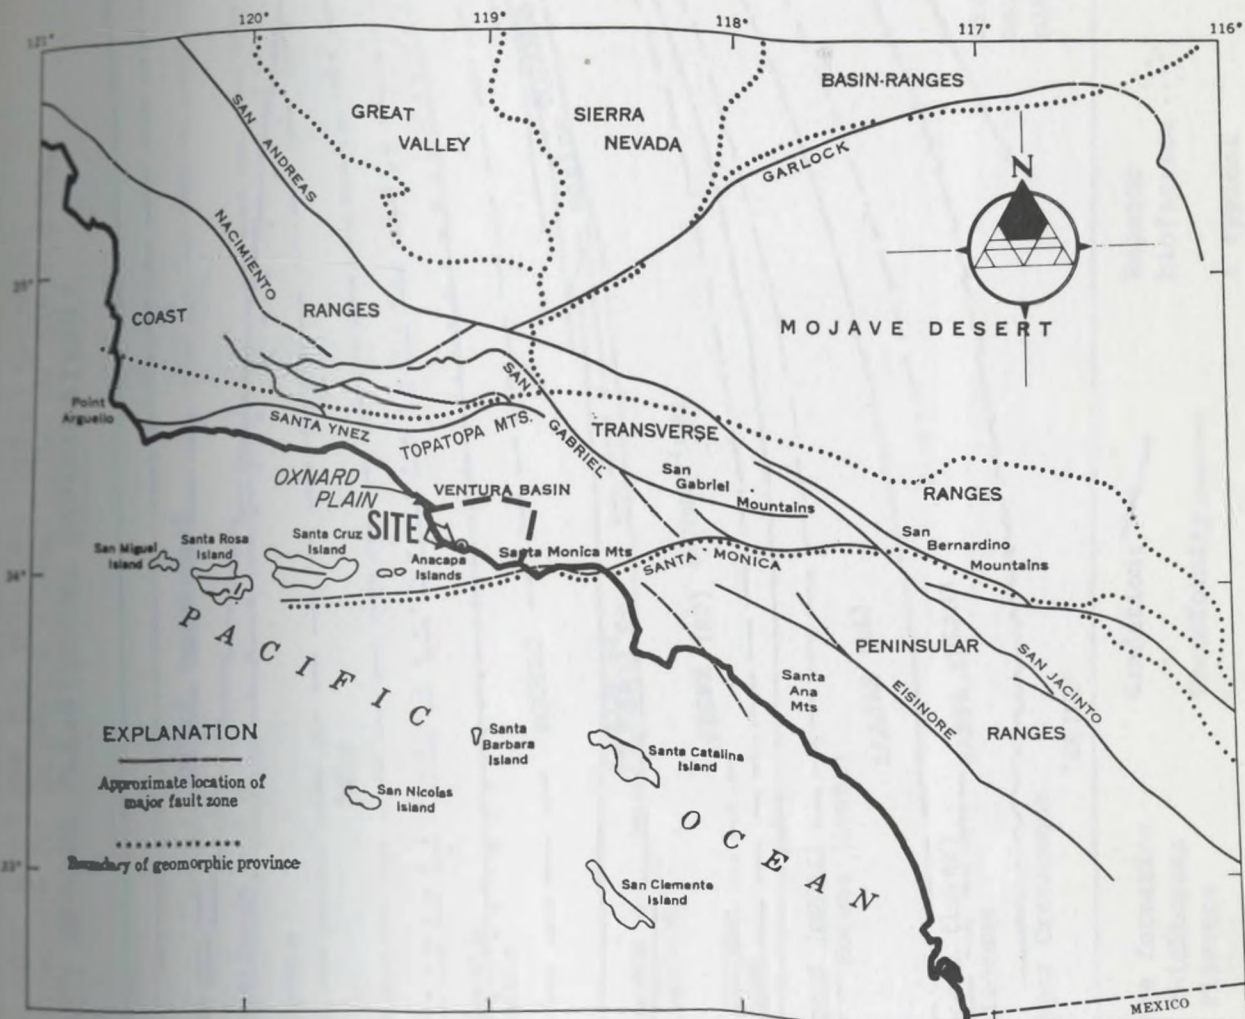 121°
120°
119°
118°
117°
116°
GREAT
VALLEY
SIERRA
NEVADA
BASIN-RANGES
SAN ANDREAS
GARLOCK
N
NACIMIENTO
35°
COAST
RANGES
MOJAVE DESERT
Point
Arguello
SANTA YNEZ
TOPATOPA MTS.
SAN GABRIEL
TRANSVERSE
RANGES
OXNARD
PLAIN
VENTURA BASIN
San
Gabriel
Mountains
SITE
San Miguel
Island
Santa Rosa
Island
Santa Cruz
Island
Anacapa
Islands
Santa Monica Mts
SANTA MONICA
San
Bernardino
Mountains
34°
PACIFIC
PENINSULAR
RANGES
SAN JACINTO
EISINORE
Santa
Ana
Mts
EXPLANATION
Approximate location of
major fault zone
Boundary of geomorphic province
Santa
Barbara
Island
San Nicolas
Island
Santa Catalina
Island
OCEAN
33°
San Clemente
Island
MEXICO